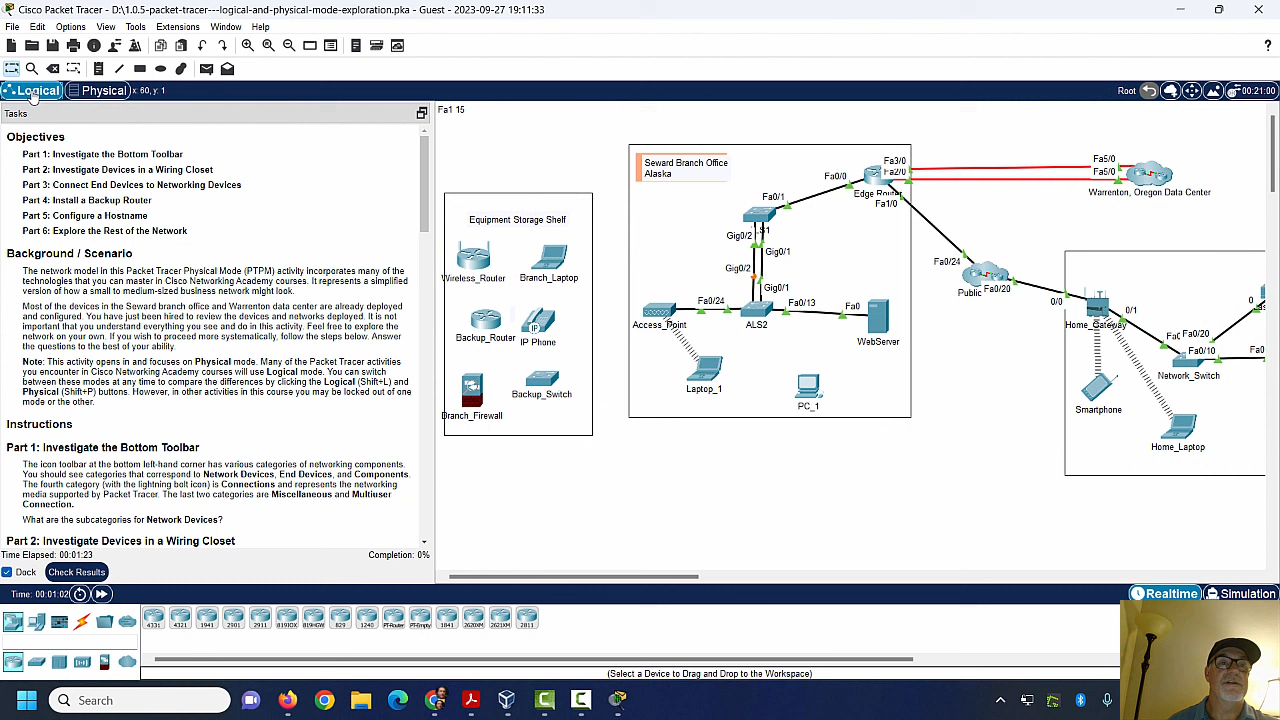 Cisco Packet Tracer - D:\1.0.5-packet-tracer---logical-and-physical-mode-exploration.pka - Guest - 2023-09-27 19:11:33
File Edit Options View Tools Extensions Window Help
?
Logical Physical x: 60, y: 1
Root 00:21:00
Tasks
Objectives
Part 1: Investigate the Bottom Toolbar
Part 2: Investigate Devices in a Wiring Closet
Part 3: Connect End Devices to Networking Devices
Part 4: Install a Backup Router
Part 5: Configure a Hostname
Part 6: Explore the Rest of the Network
Background / Scenario
The network model in this Packet Tracer Physical Mode (PTPM) activity incorporates many of the
technologies that you can master in Cisco Networking Academy courses. It represents a simplified
version of how a small to medium-sized business network might look.
Most of the devices in the Seward branch office and Warrenton data center are already deployed
and configured. You have just been hired to review the devices and networks deployed. It is not
important that you understand everything you see and do in this activity. Feel free to explore the
network on your own. If you wish to proceed more systematically, follow the steps below. Answer
the questions to the best of your ability.
Note: This activity opens in and focuses on Physical mode. Many of the Packet Tracer activities
you encounter in Cisco Networking Academy courses will use Logical mode. You can switch
between these modes at any time to compare the differences by clicking the Logical (Shift+L) and
Physical (Shift+P) buttons. However, in other activities in this course you may be locked out of one
mode or the other.
Instructions
Part 1: Investigate the Bottom Toolbar
The icon toolbar at the bottom left-hand corner has various categories of networking components.
You should see categories that correspond to Network Devices, End Devices, and Components.
The fourth category (with the lightning bolt icon) is Connections and represents the networking
media supported by Packet Tracer. The last two categories are Miscellaneous and Multiuser
Connection.
What are the subcategories for Network Devices?
Part 2: Investigate Devices in a Wiring Closet
Time Elapsed: 00:01:23 Completion: 0%
Dock Check Results
Fa1 15
Equipment Storage Shelf
Wireless_Router Branch_Laptop
Backup_Router IP Phone
Branch_Firewall Backup_Switch
Seward Branch Office
Alaska
Fa3/0
Fa2/0
Fa0/0
Edge Router
Fa1/0
Fa0/1
Gig0/2
Gig0/1
Gig0/2
Gig0/1
Fa0/24
Fa0/13
Fa0
Access_Point
ALS2
WebServer
Laptop_1
PC_1
Fa5/0
Fa5/0
Warrenton, Oregon Data Center
Fa0/24
Public
Fa0/20
0/0
Home_Gateway
0/1
Fa0/20
Fa0/10
0
Network_Switch
Smartphone
Home_Laptop
Time: 00:01:02
Realtime Simulation
4331 4321 1941 2901 2911 819IOX 819HGW 829 1240 PT-Router PT-Empty 1841 2620XM 2621XM 2811
(Select a Device to Drag and Drop to the Workspace)
Search